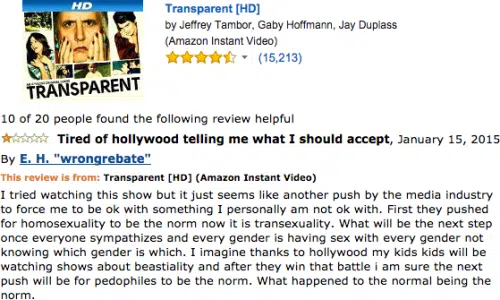 HD
TRANSPARENT
Transparent [HD]
by Jeffrey Tambor, Gaby Hoffmann, Jay Duplass
(Amazon Instant Video)
(15,213)
10 of 20 people found the following review helpful
Tired of hollywood telling me what I should accept, January 15, 2015
By E. H. "wrongrebate"
This review is from: Transparent [HD] (Amazon Instant Video)
I tried watching this show but it just seems like another push by the media industry
to force me to be ok with something I personally am not ok with. First they pushed
for homosexuality to be the norm now it is transexuality. What will be the next step
once everyone sympathizes and every gender is having sex with every gender not
knowing which gender is which. I imagine thanks to hollywood my kids kids will be
watching shows about beastiality and after they win that battle i am sure the next
push will be for pedophiles to be the norm. What happened to the normal being the
norm.